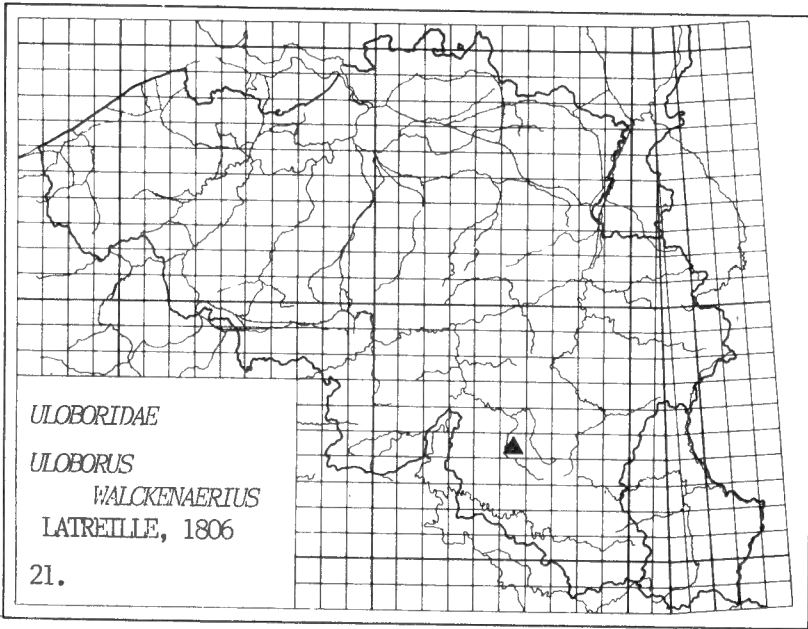 ULOBORIDAE
ULOBORUS
WALCKENAERIUS
LATREILLE, 1806
21.